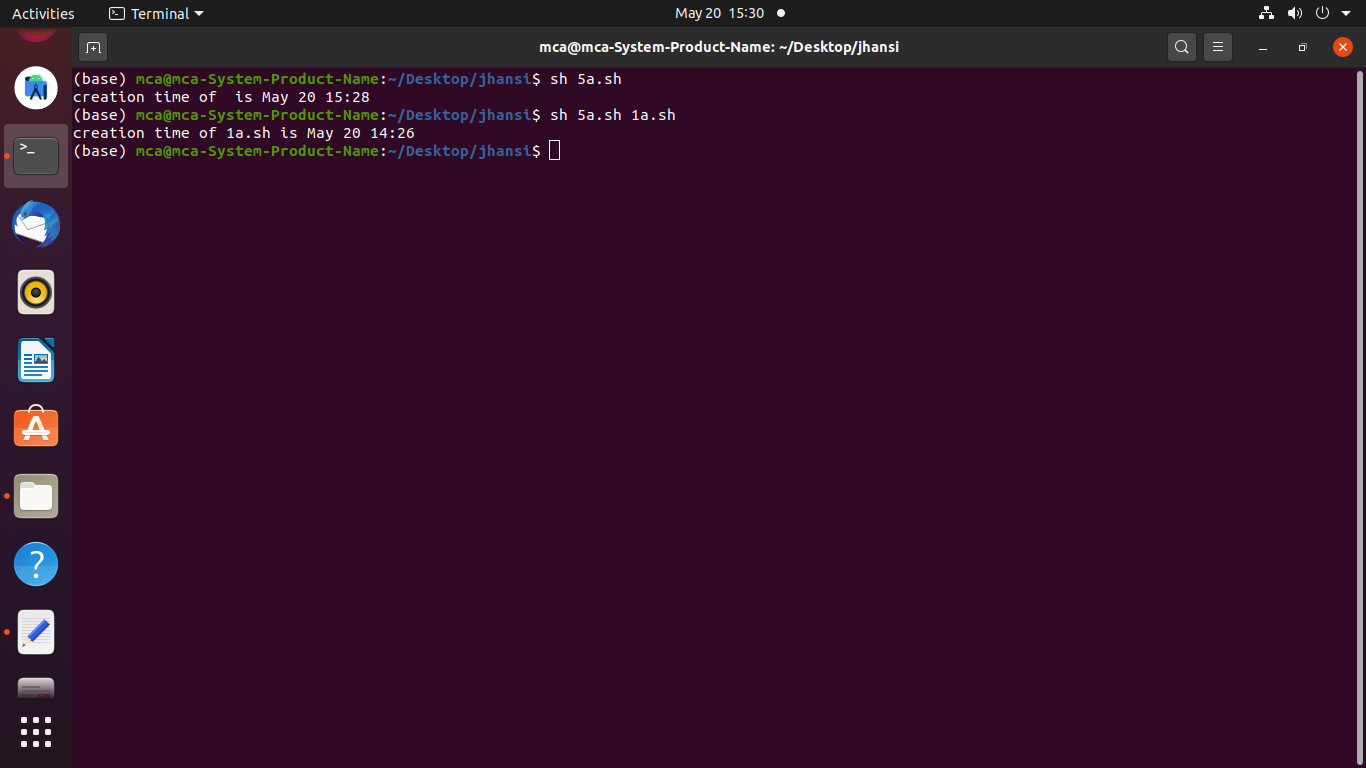 Activities Terminal May 20 15:30
mca@mca-System-Product-Name: ~/Desktop/jhansi
(base) mca@mca-System-Product-Name:~/Desktop/jhansi$ sh 5a.sh
creation time of  is May 20 15:28
(base) mca@mca-System-Product-Name:~/Desktop/jhansi$ sh 5a.sh 1a.sh
creation time of 1a.sh is May 20 14:26
(base) mca@mca-System-Product-Name:~/Desktop/jhansi$